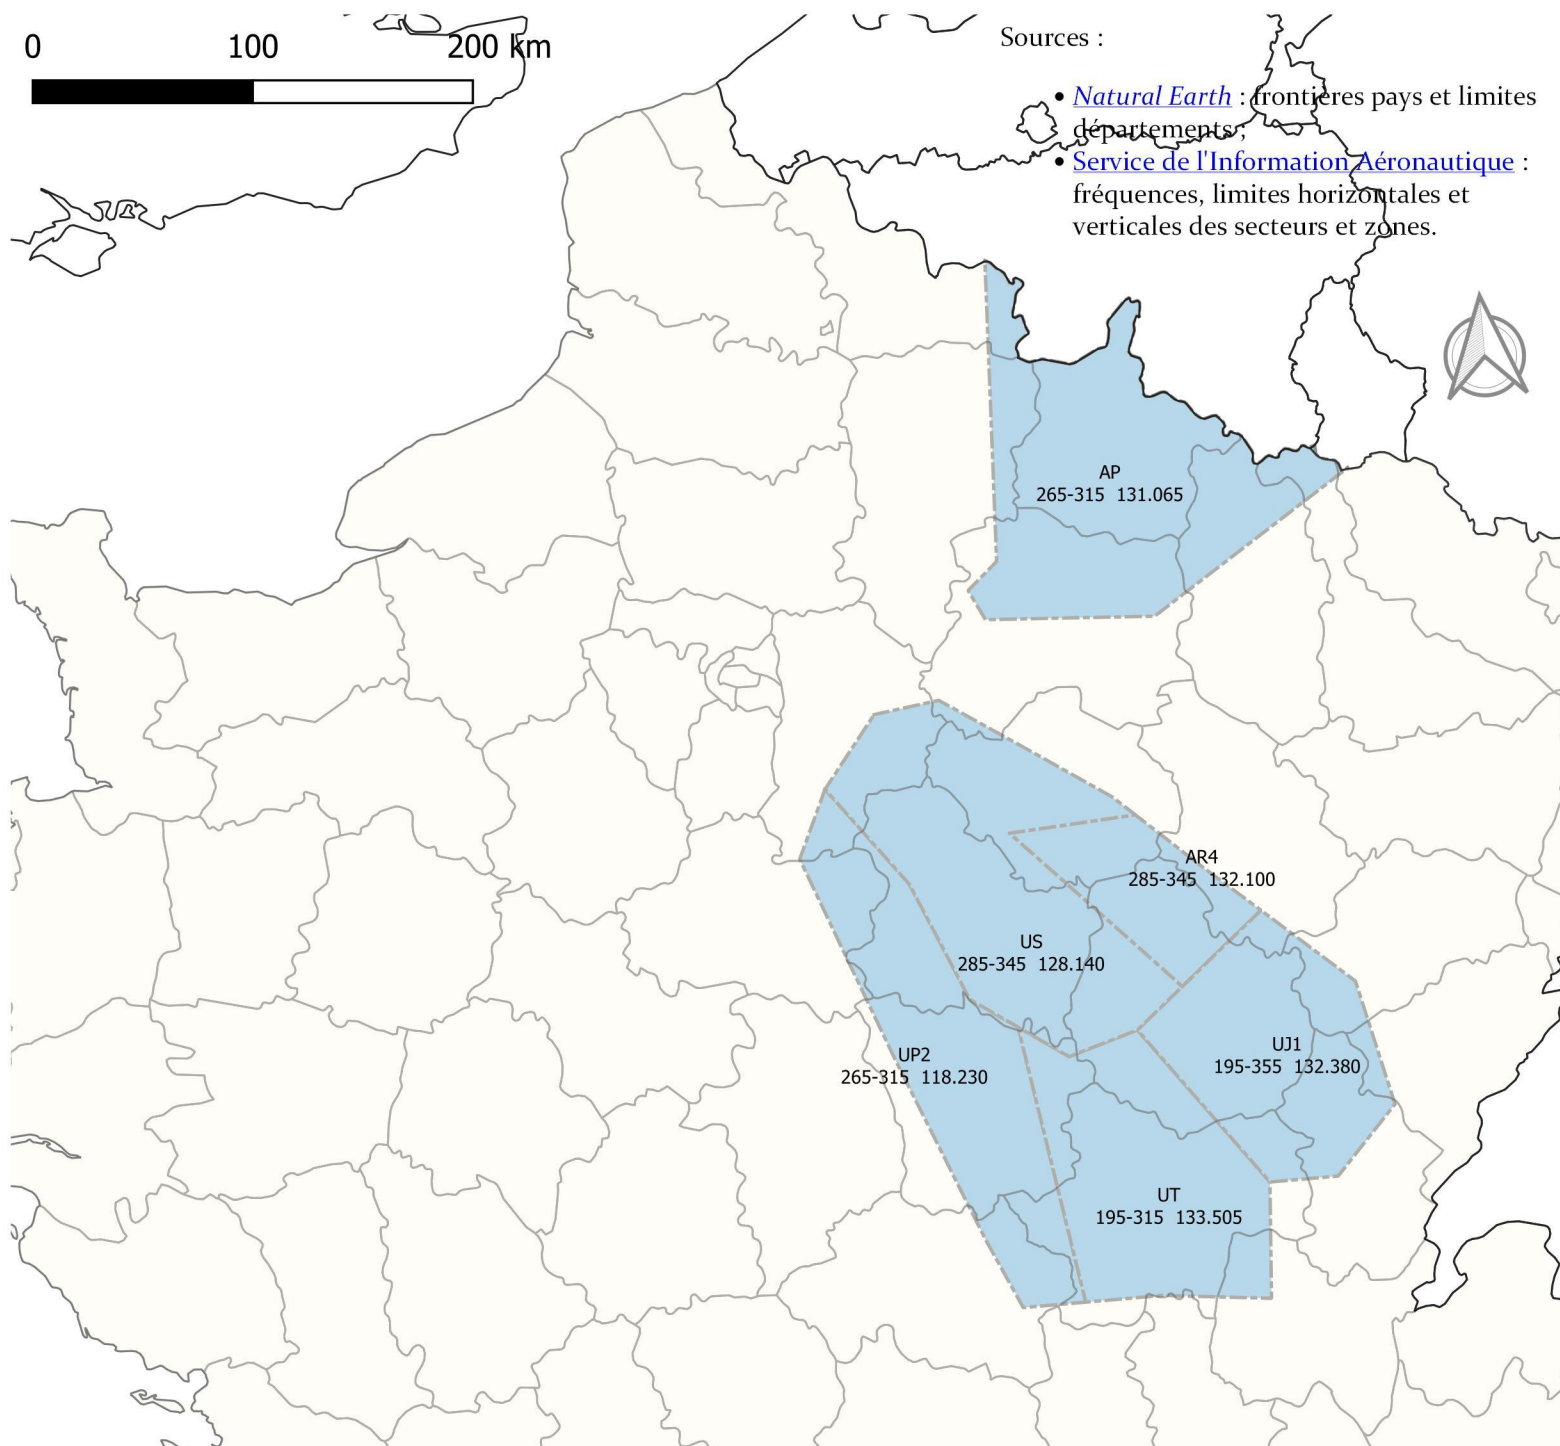 0 100 200 km
Sources :
• Natural Earth : frontières pays et limites
départements ;
• Service de l'Information Aéronautique :
fréquences, limites horizontales et
verticales des secteurs et zones.
AP
265-315 131.065
AR4
285-345 132.100
US
285-345 128.140
UJ1
195-355 132.380
UP2
265-315 118.230
UT
195-315 133.505